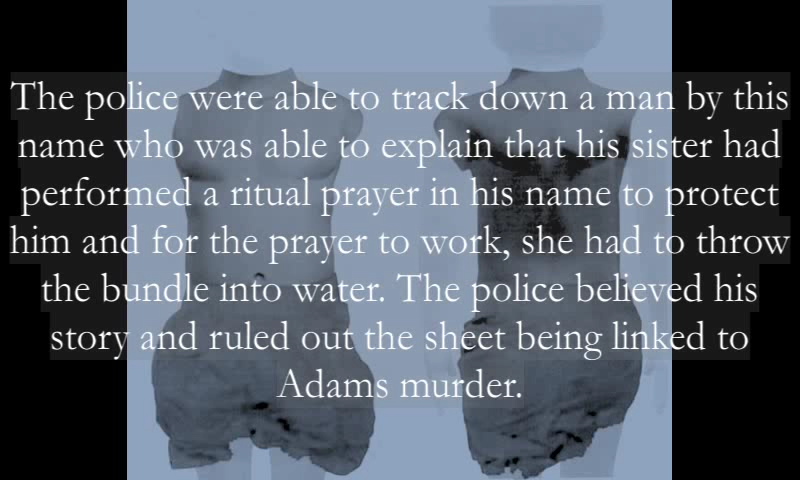 The police were able to track down a man by this
name who was able to explain that his sister had
performed a ritual prayer in his name to protect
him and for the prayer to work, she had to throw
the bundle into water. The police believed his
story and ruled out the sheet being linked to
Adams murder.